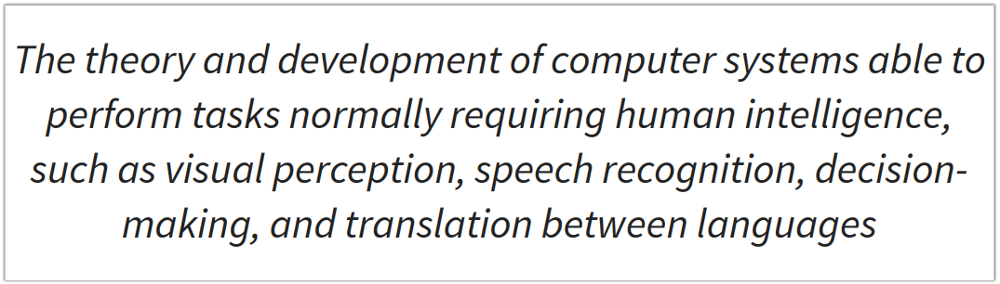 The theory and development of computer systems able to
perform tasks normally requiring human intelligence,
such as visual perception, speech recognition, decision-
making, and translation between languages